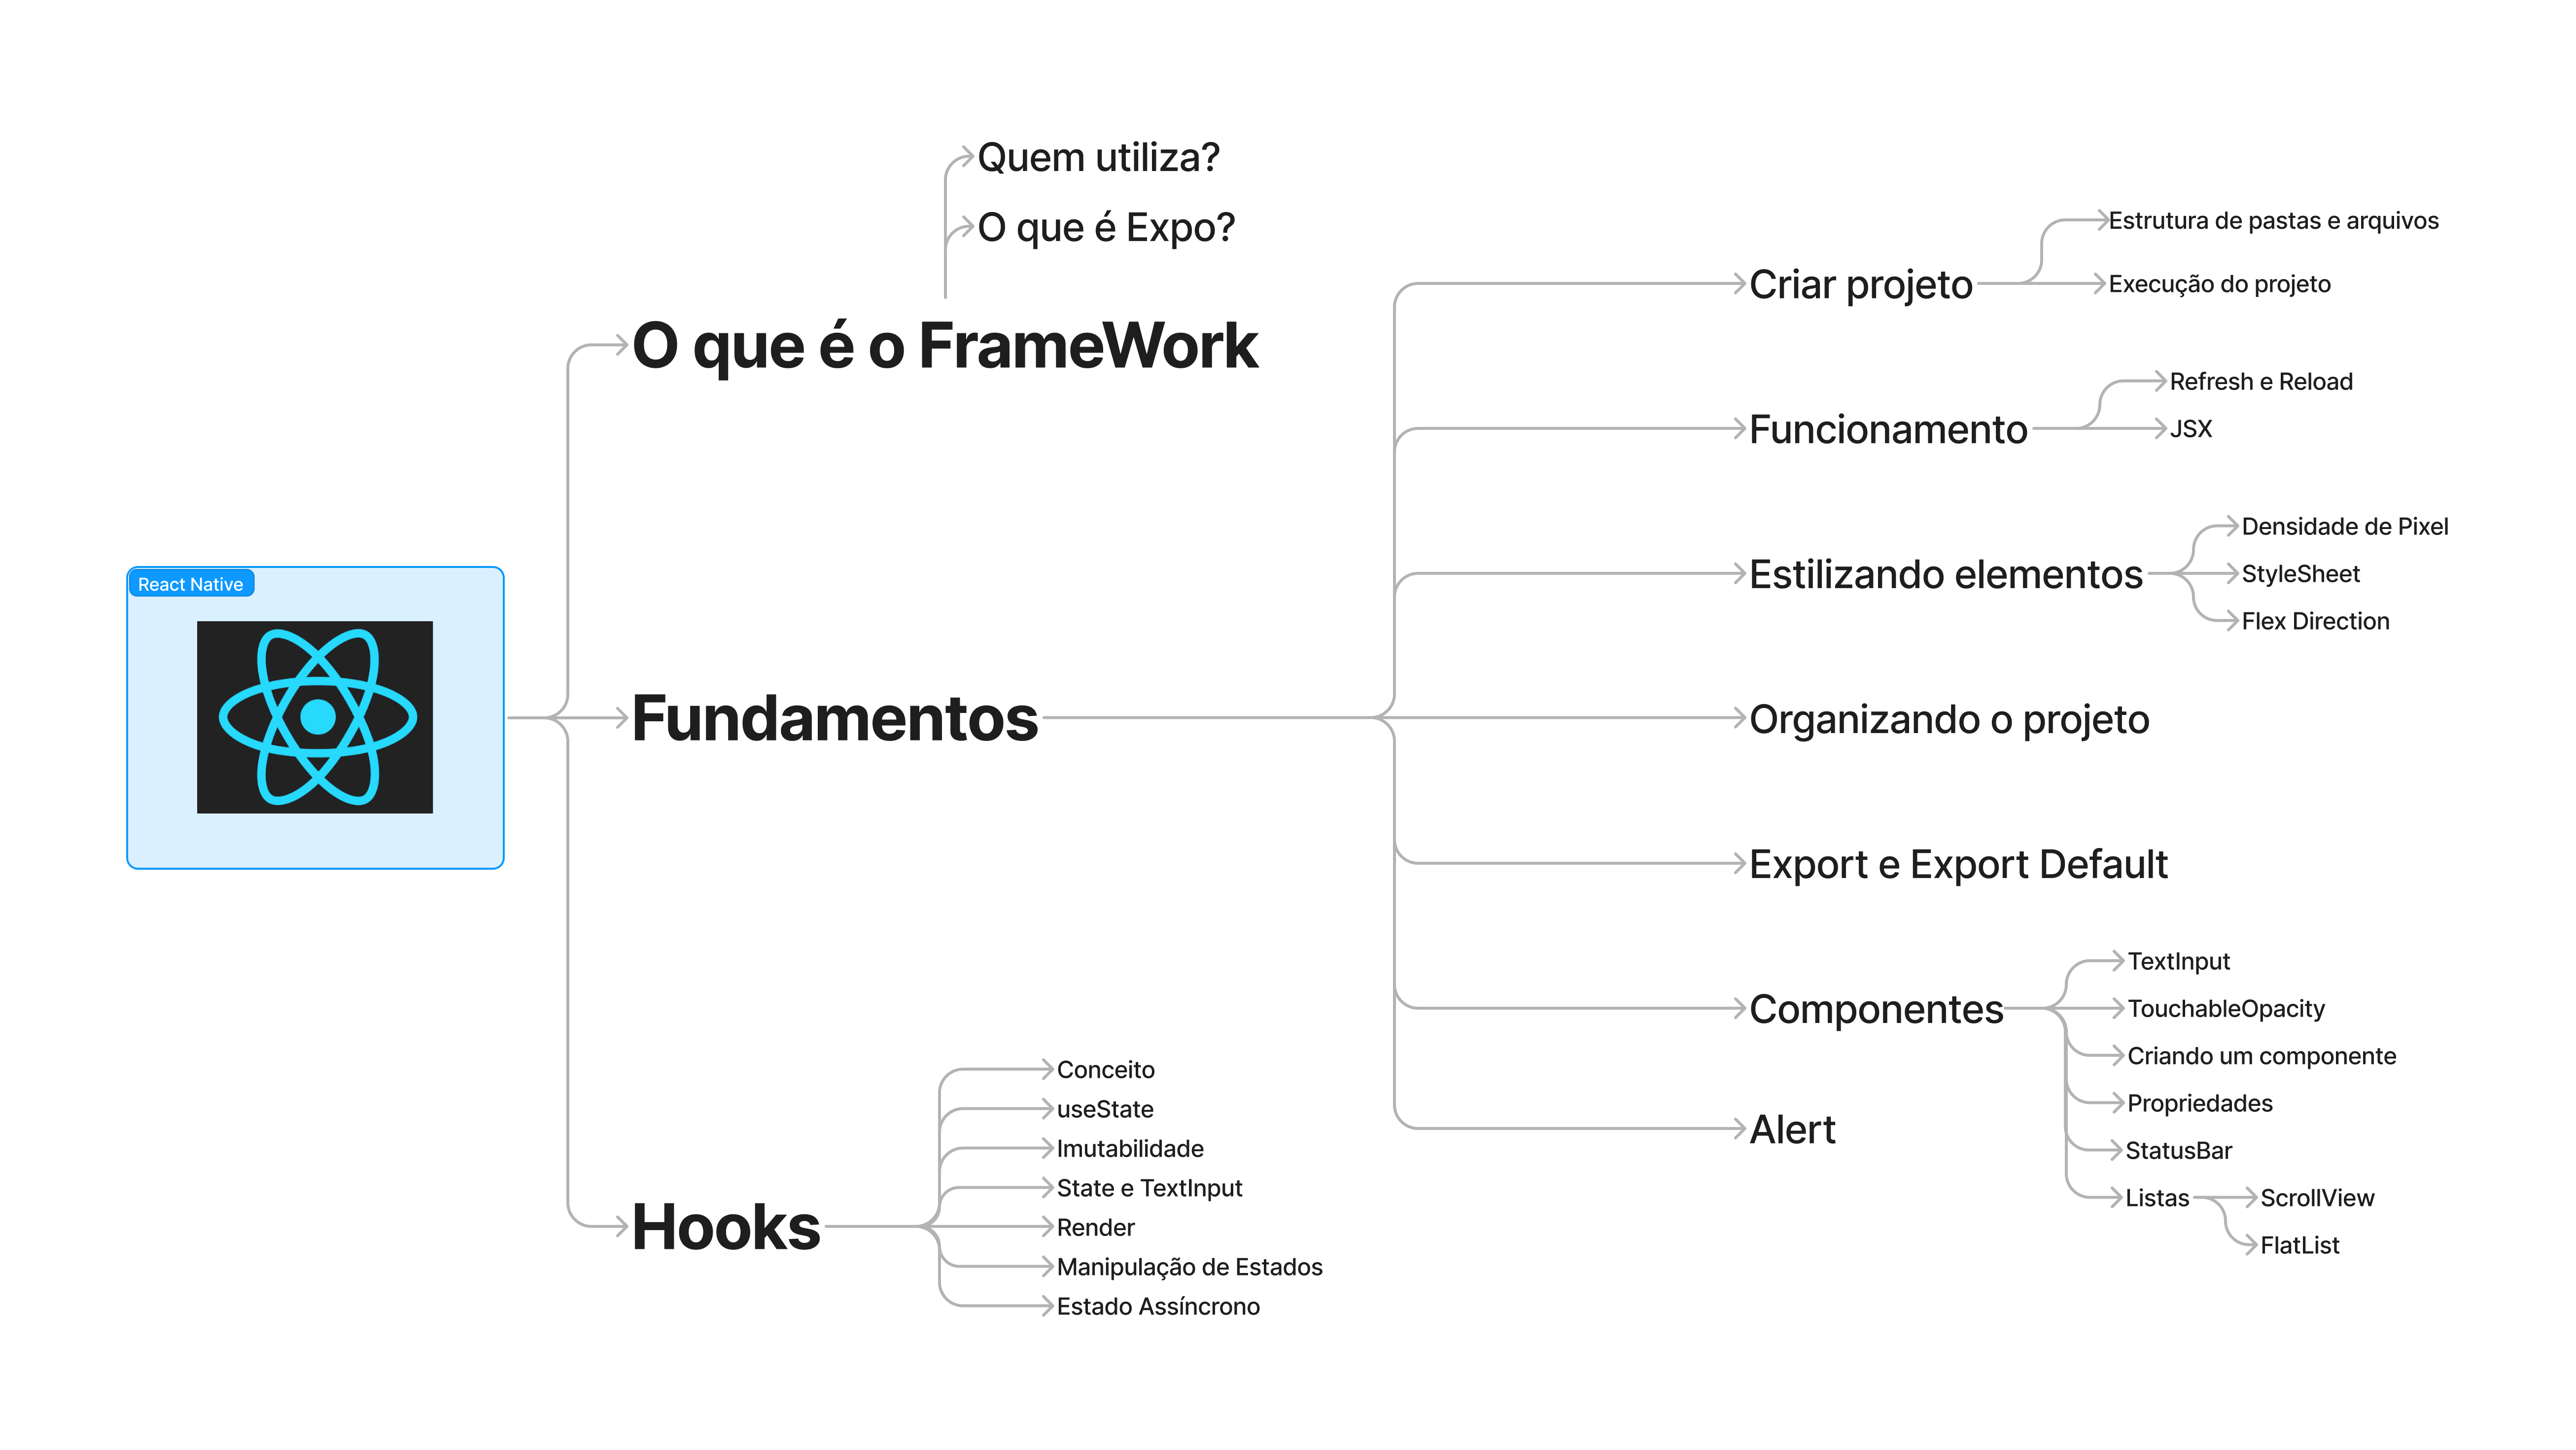 React Native
O que é o FrameWork
Quem utiliza?
O que é Expo?
Fundamentos
Criar projeto
Estrutura de pastas e arquivos
Execução do projeto
Funcionamento
Refresh e Reload
JSX
Estilizando elementos
Densidade de Pixel
StyleSheet
Flex Direction
Organizando o projeto
Export e Export Default
Componentes
TextInput
TouchableOpacity
Criando um componente
Propriedades
StatusBar
Listas
ScrollView
FlatList
Alert
Hooks
Conceito
useState
Imutabilidade
State e TextInput
Render
Manipulação de Estados
Estado Assíncrono